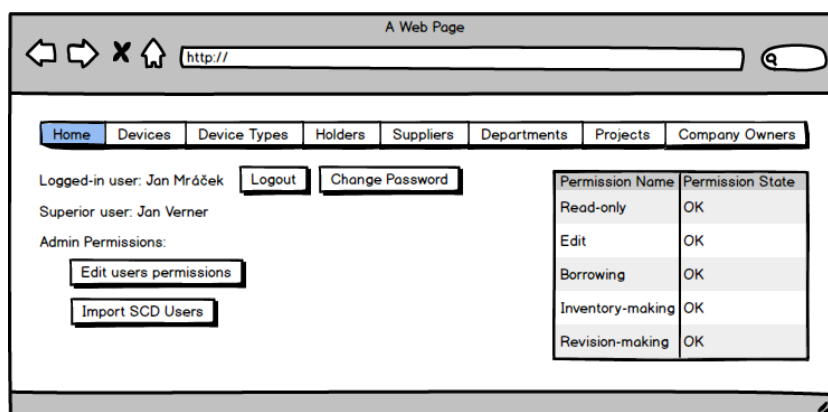 A Web Page
http://
Home Devices Device Types Holders Suppliers Departments Projects Company Owners
Logged-in user: Jan Mráček Logout Change Password
Superior user: Jan Verner
Admin Permissions:
Edit users permissions
Import SCD Users
Permission Name Permission State
Read-only OK
Edit OK
Borrowing OK
Inventory-making OK
Revision-making OK